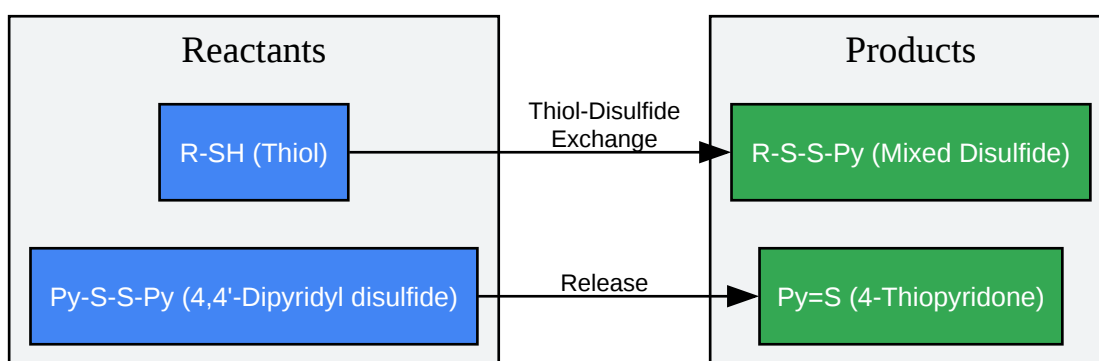 Reactants
Products
Thiol-Disulfide
Exchange
R-SH (Thiol)
R-S-S-Py (Mixed Disulfide)
Py-S-S-Py (4,4'-Dipyridyl disulfide)
Release
Py=S (4-Thiopyridone)